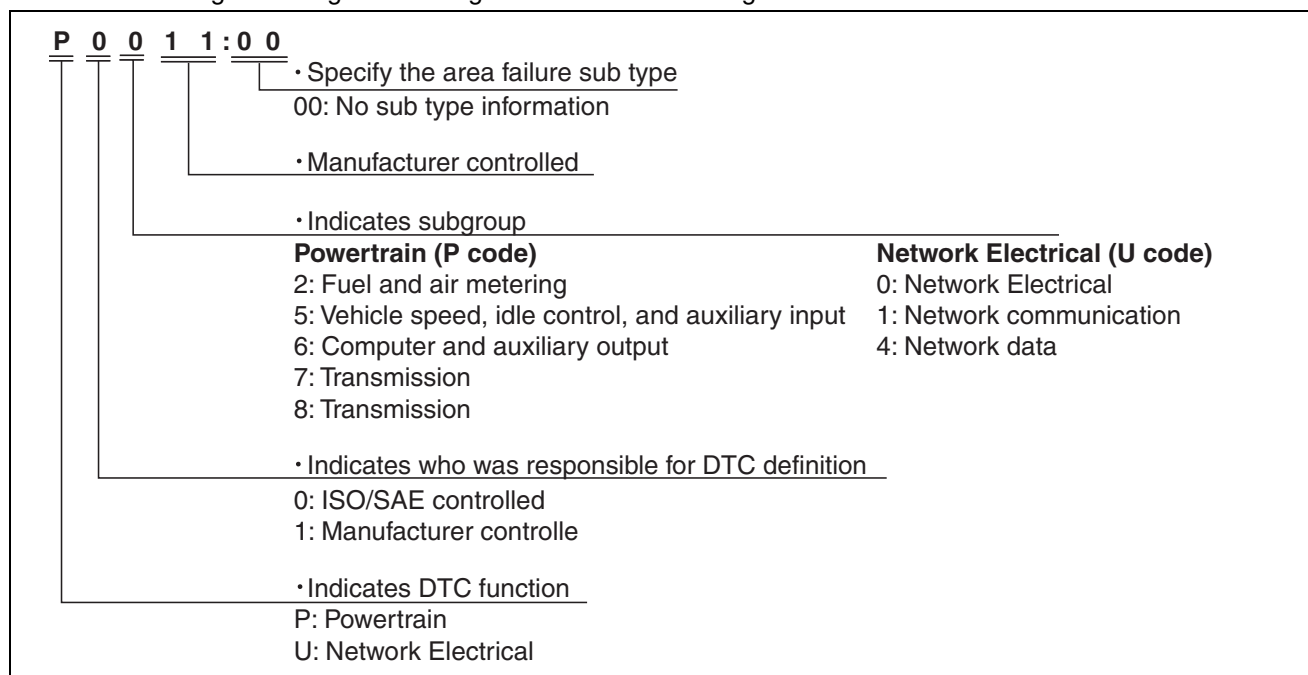 P 0 0 1 1 : 0 0
・Specify the area failure sub type
00: No sub type information
・Manufacturer controlled
・Indicates subgroup
Powertrain (P code)
2: Fuel and air metering
5: Vehicle speed, idle control, and auxiliary input
6: Computer and auxiliary output
7: Transmission
8: Transmission
Network Electrical (U code)
0: Network Electrical
1: Network communication
4: Network data
・Indicates who was responsible for DTC definition
0: ISO/SAE controlled
1: Manufacturer controlle
・Indicates DTC function
P: Powertrain
U: Network Electrical